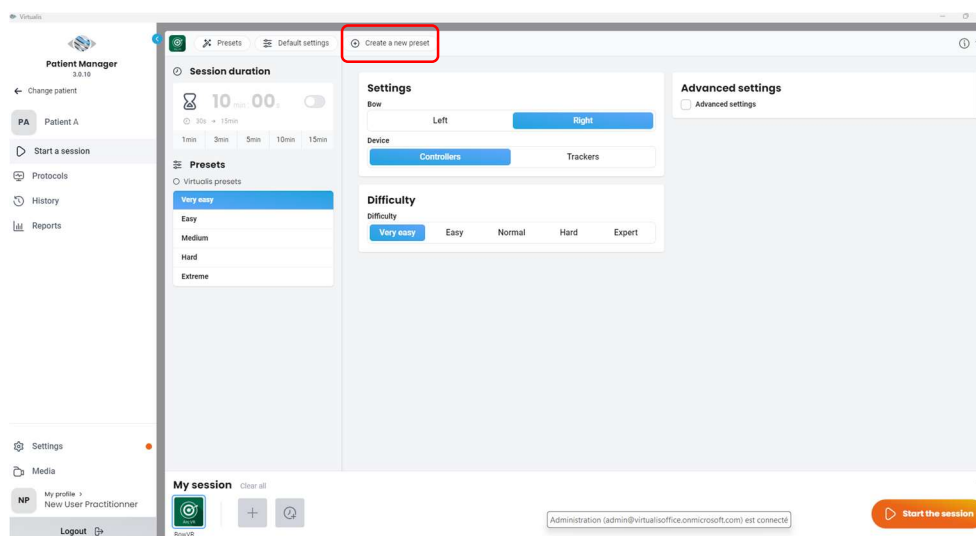 Virtualis
Patient Manager
3.0.10
Change patient
PA Patient A
Start a session
Protocols
History
Reports
Settings
Media
NP My profile >
New User Practitionner
Logout
Presets Default settings Create a new preset
Session duration
10 min 00 s
30s → 15min
1min 3min 5min 10min 15min
Presets
Virtualis presets
Very easy
Easy
Medium
Hard
Extreme
Settings
Bow
Left Right
Device
Controllers Trackers
Difficulty
Difficulty
Very easy Easy Normal Hard Expert
Advanced settings
Advanced settings
My session Clear all
BowVR
Administration (admin@virtualisoffice.onmicrosoft.com) est connecté
Start the session